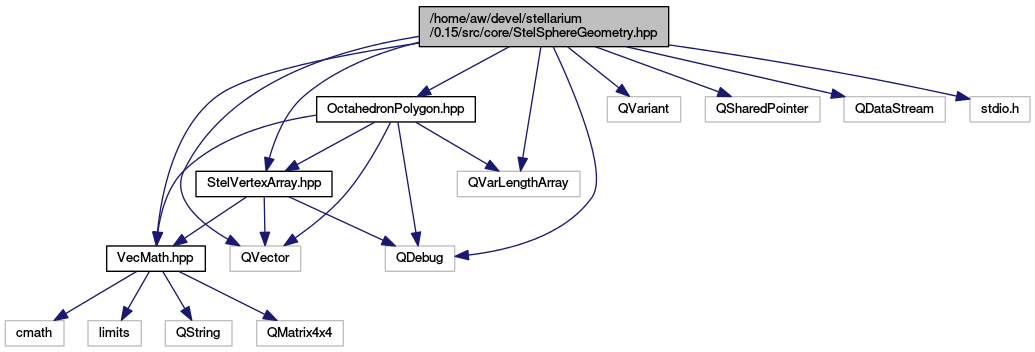 /home/aw/devel/stellarium
/0.15/src/core/StelSphereGeometry.hpp
OctahedronPolygon.hpp
QVariant
QSharedPointer
QDataStream
stdio.h
StelVertexArray.hpp
QVarLengthArray
VecMath.hpp
QVector
QDebug
cmath
limits
QString
QMatrix4x4